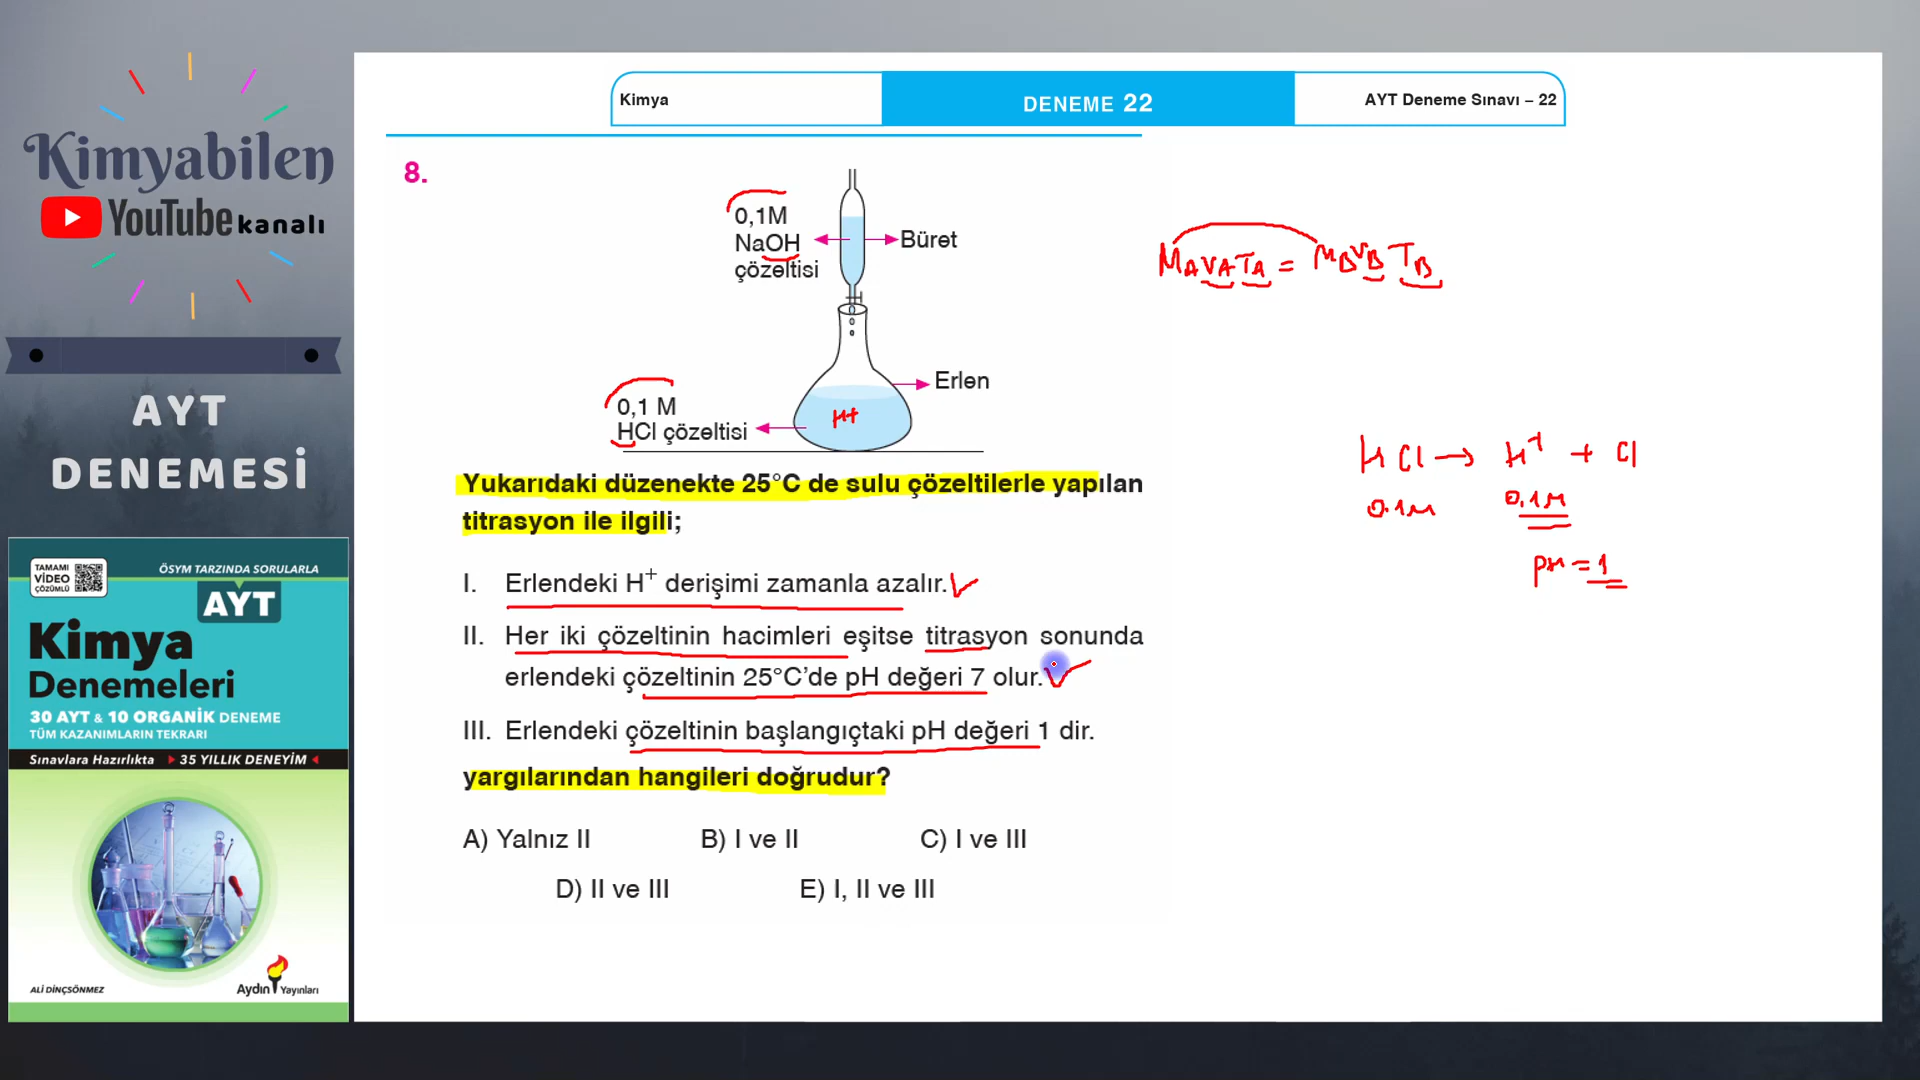 Kimyabilen
YouTube kanalı
AYT
DENEMESİ
TAMAMI
VİDEO
ÇÖZÜMLÜ
ÖSYM TARZINDA SORULARLA
AYT
Kimya
Denemeleri
30 AYT & 10 ORGANİK DENEME
TÜM KAZANIMLARIN TEKRARI
Sınavlara Hazırlıkta 35 YILLIK DENEYİM
ALİ DİNÇSÖNMEZ
Aydın Yayınları
Kimya
DENEME 22
AYT Deneme Sınavı – 22
8.
0,1M
NaOH
çözeltisi
Büret
Erlen
0,1 M
HCl çözeltisi
H+
MAVATA = MBVBTB
HCl → H+ + Cl
0.1M 0.1M
pH = 1
Yukarıdaki düzenekte 25°C de sulu çözeltilerle yapılan
titrasyon ile ilgili;
I. Erlendeki H+ derişimi zamanla azalır.
II. Her iki çözeltinin hacimleri eşitse titrasyon sonunda
erlendeki çözeltinin 25°C’de pH değeri 7 olur.
III. Erlendeki çözeltinin başlangıçtaki pH değeri 1 dir.
yargılarından hangileri doğrudur?
A) Yalnız II B) I ve II C) I ve III
D) II ve III E) I, II ve III